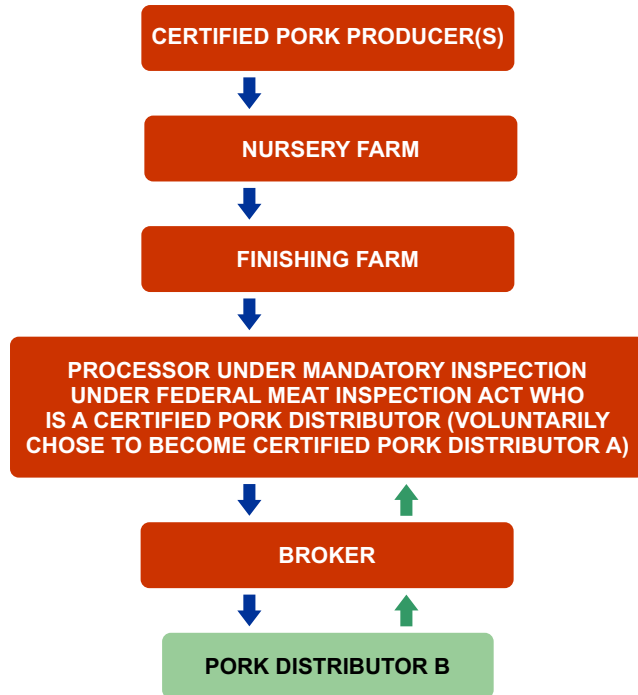 CERTIFIED PORK PRODUCER(S)
NURSERY FARM
FINISHING FARM
PROCESSOR UNDER MANDATORY INSPECTION
UNDER FEDERAL MEAT INSPECTION ACT WHO
IS A CERTIFIED PORK DISTRIBUTOR (VOLUNTARILY
CHOSE TO BECOME CERTIFIED PORK DISTRIBUTOR A)
BROKER
PORK DISTRIBUTOR B